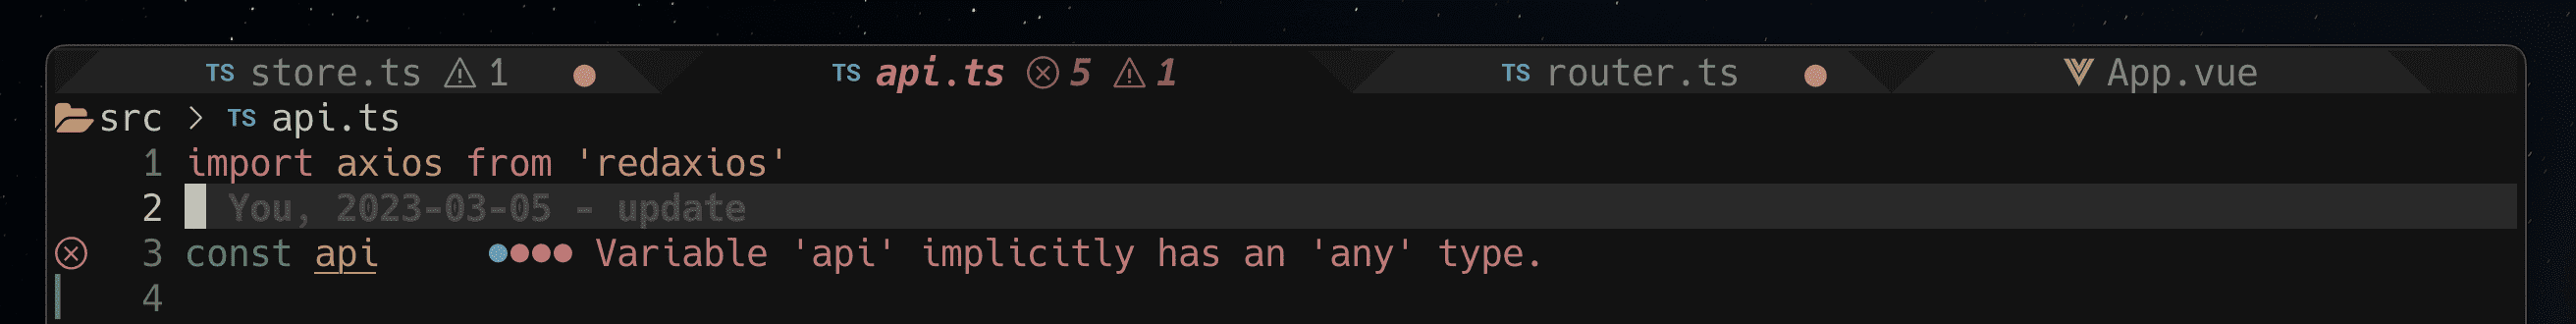 TS store.ts 1 TS api.ts 5 1 TS router.ts App.vue
src > TS api.ts
1 import axios from 'redaxios'
2 You, 2023-03-05 - update
3 const api Variable 'api' implicitly has an 'any' type.
4